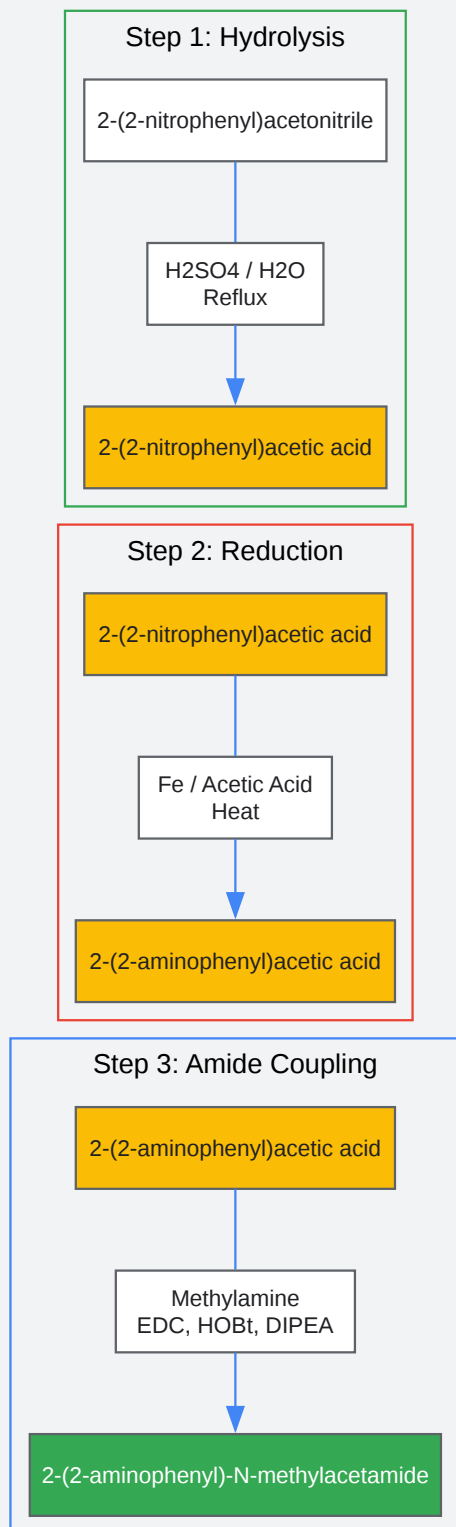 Step 1: Hydrolysis
2-(2-nitrophenyl)acetonitrile
H2SO4 / H2O
Reflux
2-(2-nitrophenyl)acetic acid
Step 2: Reduction
2-(2-nitrophenyl)acetic acid
Fe / Acetic Acid
Heat
2-(2-aminophenyl)acetic acid
Step 3: Amide Coupling
2-(2-aminophenyl)acetic acid
Methylamine
EDC, HOBt, DIPEA
2-(2-aminophenyl)-N-methylacetamide